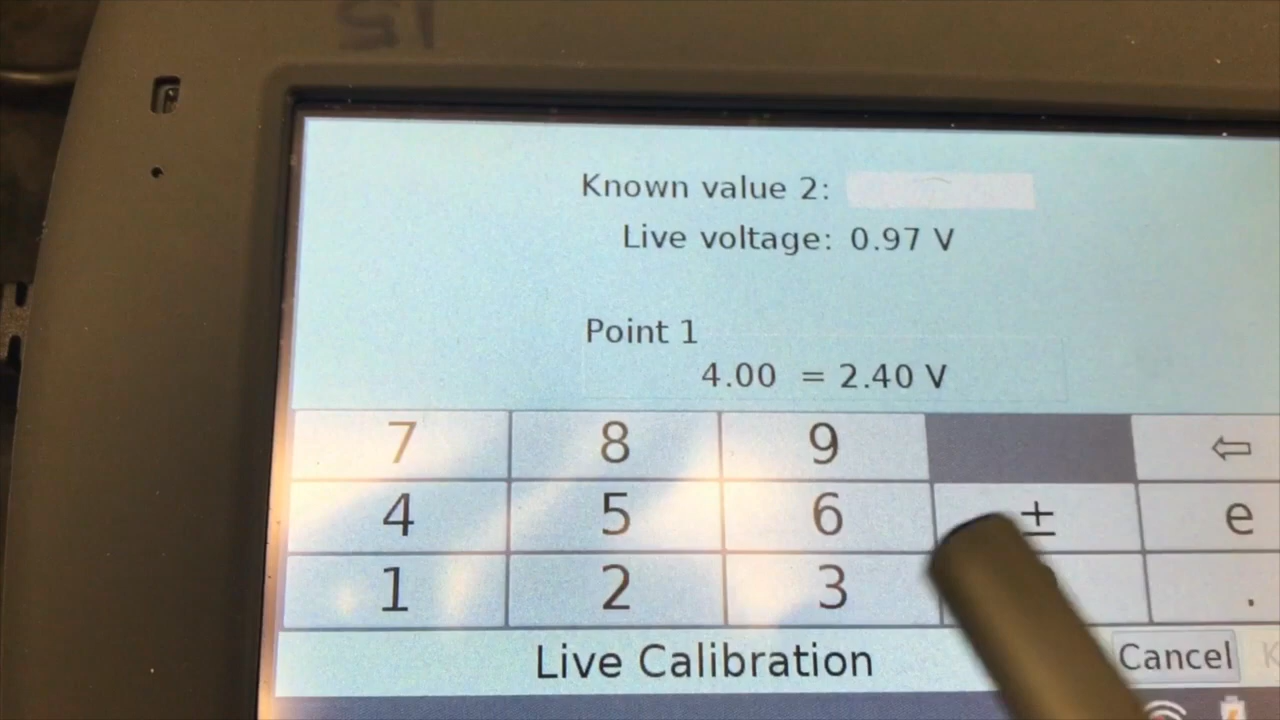 15
Known value 2:
Live voltage: 0.97 V
Point 1
4.00 = 2.40 V
7 8 9 ⇦
4 5 6 ± e
1 2 3 .
Live Calibration Cancel K